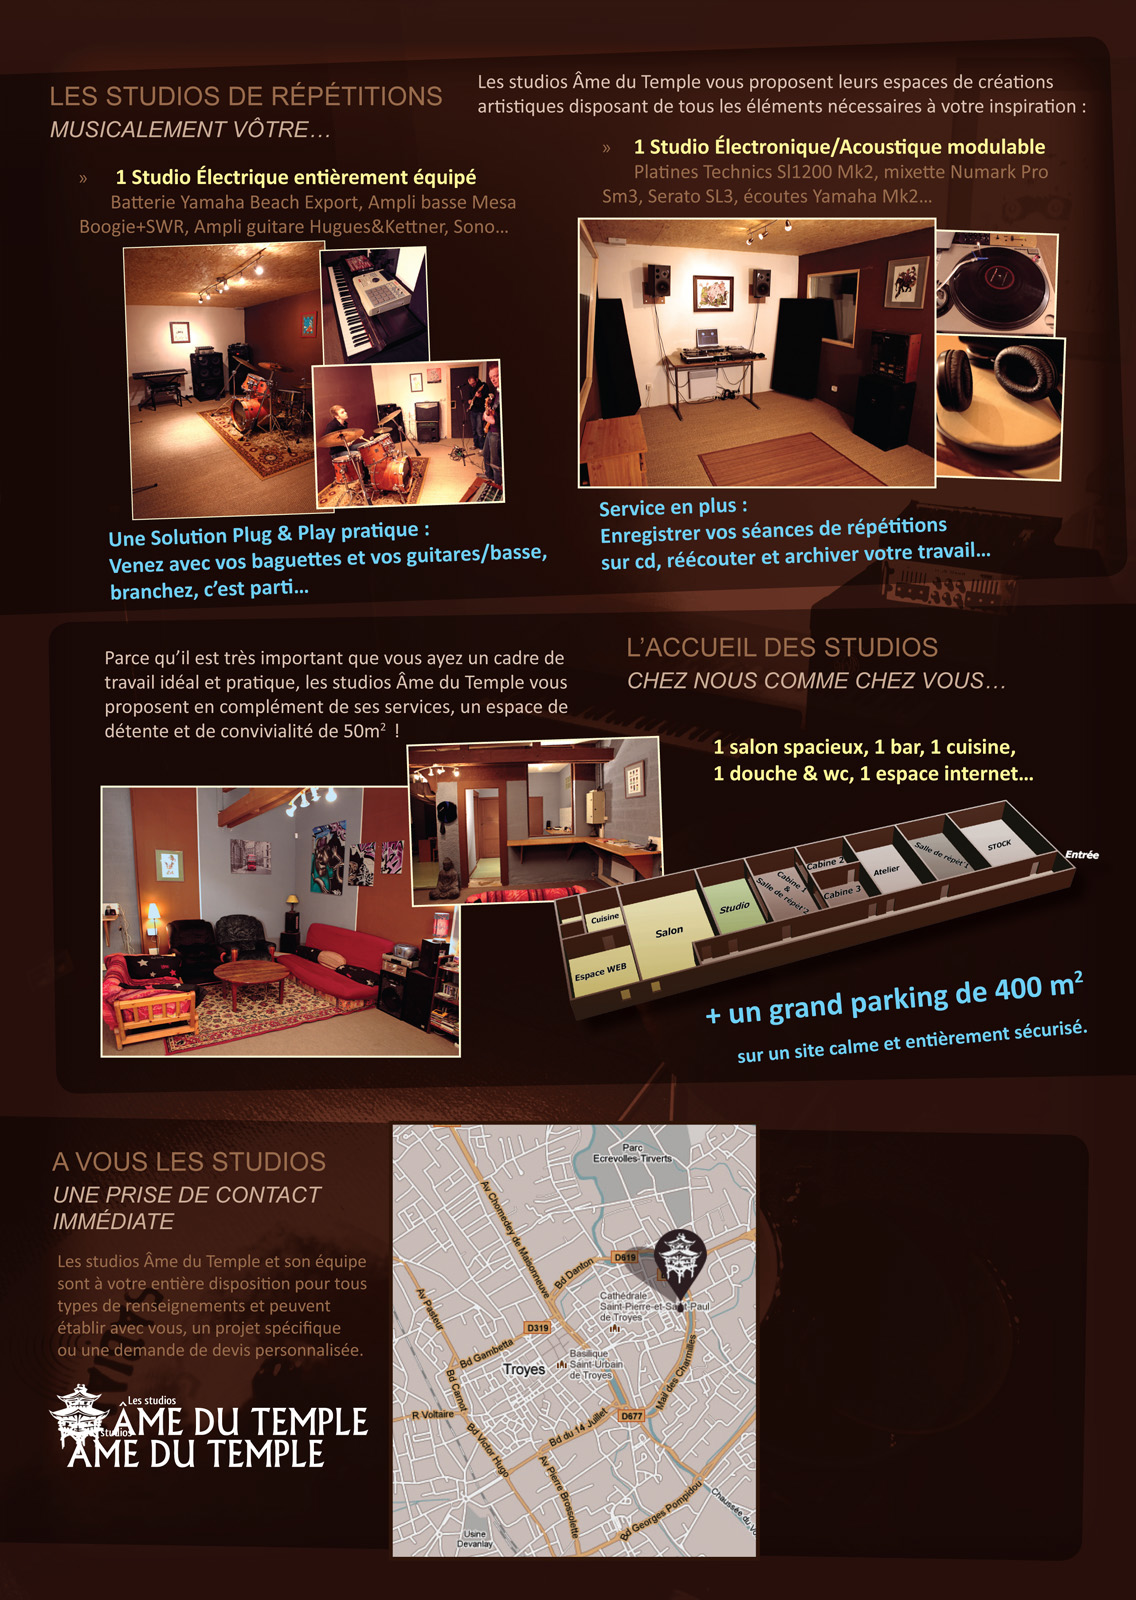 LES STUDIOS DE RÉPÉTITIONS
MUSICALEMENT VÔTRE...
Les studios Âme du Temple vous proposent leurs espaces de créations
artistiques disposant de tous les éléments nécessaires à votre inspiration :
» 1 Studio Électrique entièrement équipé
Batterie Yamaha Beach Export, Ampli basse Mesa
Boogie+SWR, Ampli guitare Hugues&Kettner, Sono...
» 1 Studio Électronique/Acoustique modulable
Platines Technics Sl1200 Mk2, mixette Numark Pro
Sm3, Serato SL3, écoutes Yamaha Mk2...
Une Solution Plug & Play pratique :
Venez avec vos baguettes et vos guitares/basse,
branchez, c'est parti...
Service en plus :
Enregistrer vos séances de répétitions
sur cd, réécouter et archiver votre travail...
Parce qu'il est très important que vous ayez un cadre de
travail idéal et pratique, les studios Âme du Temple vous
proposent en complément de ses services, un espace de
détente et de convivialité de 50m² !
L'ACCUEIL DES STUDIOS
CHEZ NOUS COMME CHEZ VOUS...
1 salon spacieux, 1 bar, 1 cuisine,
1 douche & wc, 1 espace internet...
Entrée
STOCK
Salle de répèt'1
Atelier
Cabine 2
Cabine 3
Cabine 1
&
Salle de répèt'2
Studio
Salon
Cuisine
Espace WEB
+ un grand parking de 400 m²
sur un site calme et entièrement sécurisé.
A VOUS LES STUDIOS
UNE PRISE DE CONTACT
IMMÉDIATE
Les studios Âme du Temple et son équipe
sont à votre entière disposition pour tous
types de renseignements et peuvent
établir avec vous, un projet spécifique
ou une demande de devis personnalisée.
Les studios
ÂME DU TEMPLE
studios
ÂME DU TEMPLE
Parc
Ecrevolles-Tirverts
Av Chomedey de Maisonneuve
D619
Bd Danton
Cathédrale
Saint-Pierre-et-Saint-Paul
de Troyes
Av Pasteur
D319
Bd Gambetta
Basilique
Saint-Urbain
de Troyes
Troyes
Mail des Charmilles
Bd Carnot
R Voltaire
D677
Bd du 14 Juillet
Bd Victor Hugo
Av Pierre Brossolette
Bd Georges Pompidou
Chaussée du Vo
Usine
Devanlay